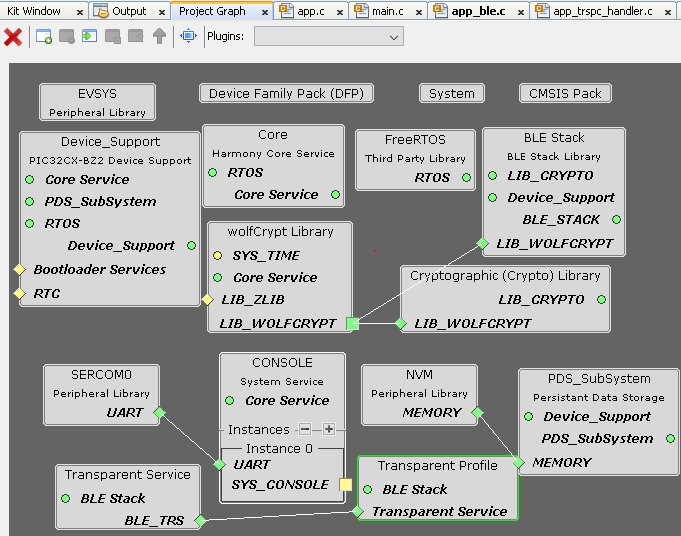 Kit Window
Output
Project Graph
app.c
main.c
app_ble.c
app_trspc_handler.c
Plugins:
EVSYS
Peripheral Library
Device Family Pack (DFP)
System
CMSIS Pack
Device_Support
PIC32CX-BZ2 Device Support
Core Service
PDS_SubSystem
RTOS
Device_Support
Bootloader Services
RTC
Core
Harmony Core Service
RTOS
Core Service
FreeRTOS
Third Party Library
RTOS
BLE Stack
BLE Stack Library
LIB_CRYPTO
Device_Support
BLE_STACK
LIB_WOLFCRYPT
wolfCrypt Library
SYS_TIME
Core Service
LIB_ZLIB
LIB_WOLFCRYPT
Cryptographic (Crypto) Library
LIB_CRYPTO
LIB_WOLFCRYPT
SERCOM0
Peripheral Library
UART
CONSOLE
System Service
Core Service
Instances
Instance 0
UART
SYS_CONSOLE
NVM
Peripheral Library
MEMORY
PDS_SubSystem
Persistant Data Storage
Device_Support
PDS_SubSystem
MEMORY
Transparent Service
BLE Stack
BLE_TRS
Transparent Profile
BLE Stack
Transparent Service